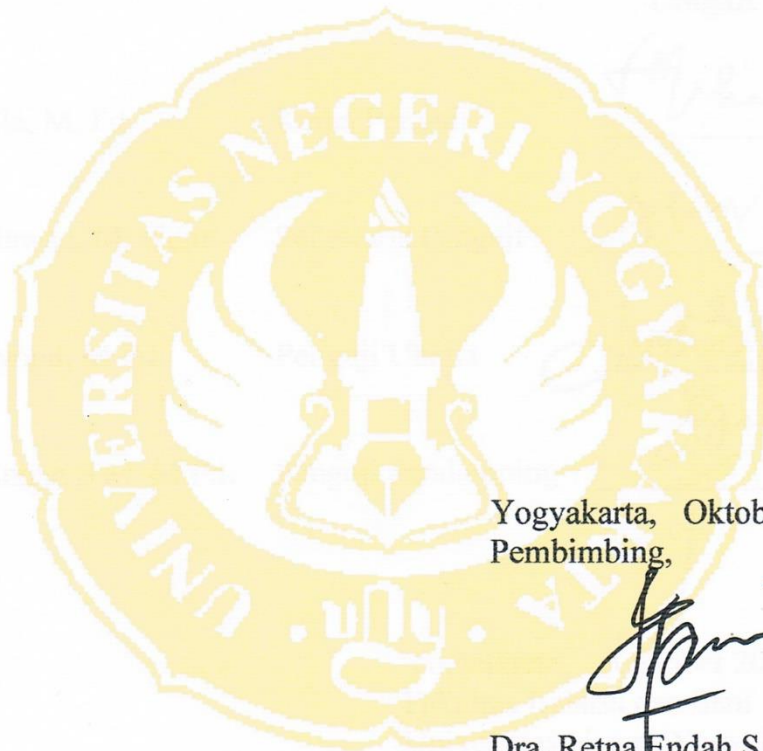 UNIVERSITAS NEGERI YOGYAKARTA
uny
Yogyakarta, Oktob
Pembimbing,
Dra. Retna Endah S